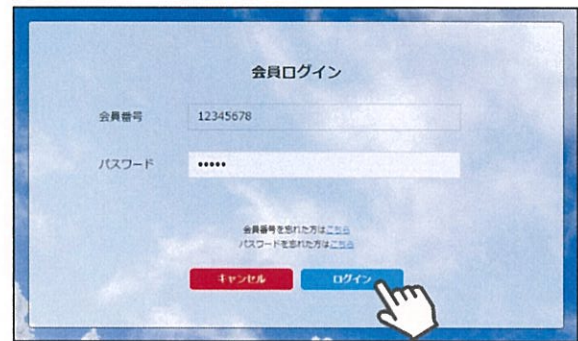 会員ログイン
会員番号 12345678
パスワード •••••
会員番号を忘れた方はこちら
パスワードを忘れた方はこちら
キャンセル ログイン